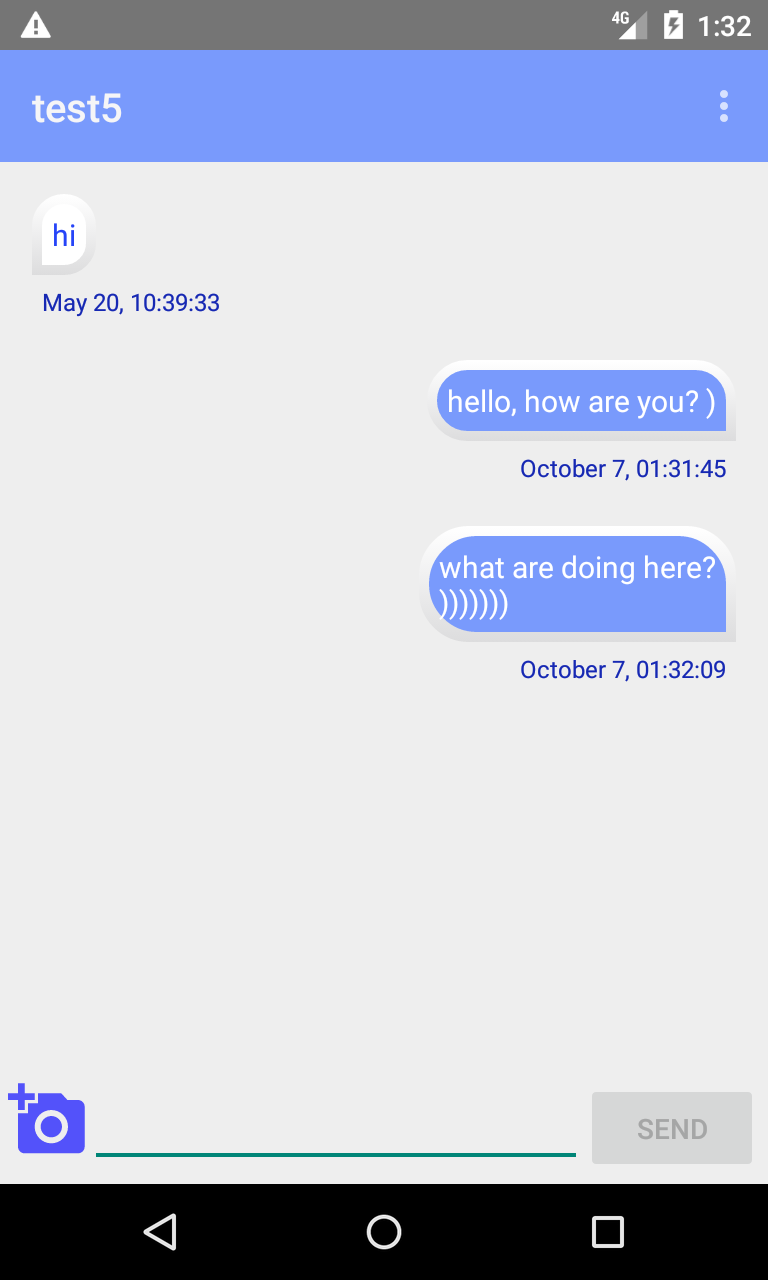 4G 1:32
test5
hi
May 20, 10:39:33
hello, how are you? )
October 7, 01:31:45
what are doing here?
)))))))
October 7, 01:32:09
SEND